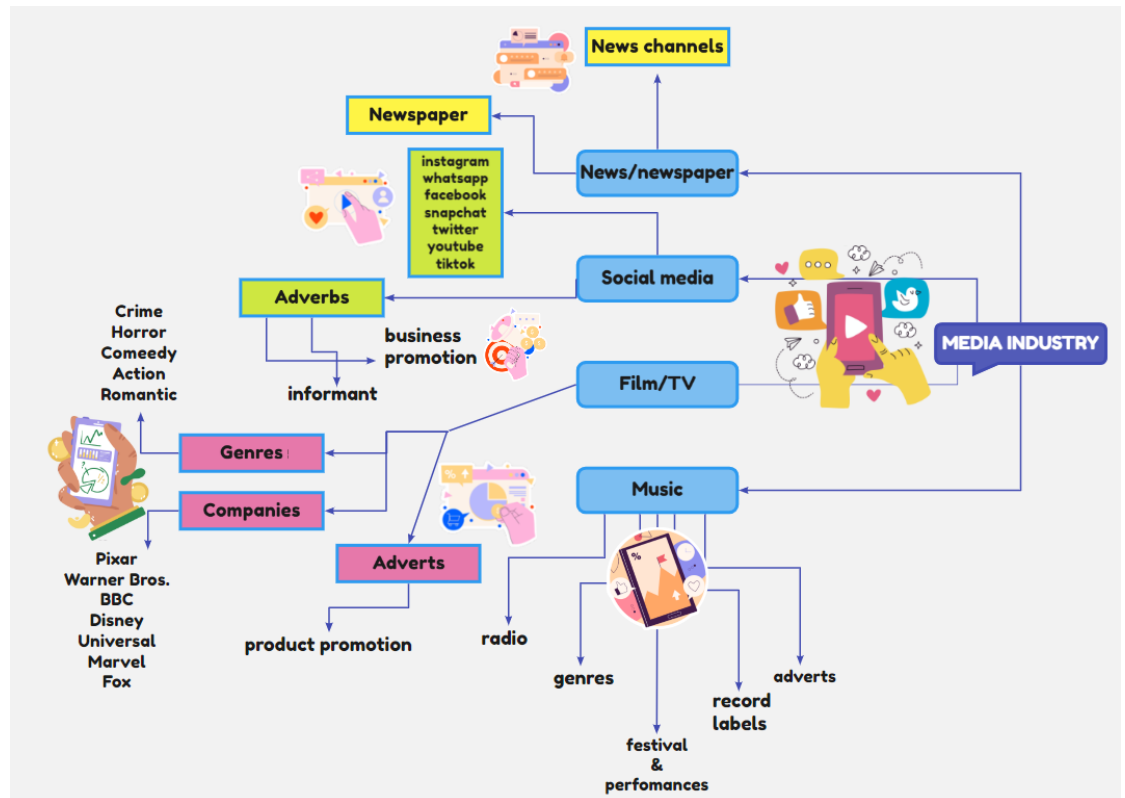 News channels
Newspaper
News/newspaper
instagram
whatsapp
facebook
snapchat
twitter
youtube
tiktok
Social media
Adverbs
business
promotion
informant
MEDIA INDUSTRY
Film/TV
Crime
Horror
Comeedy
Action
Romantic
Genres
Companies
Pixar
Warner Bros.
BBC
Disney
Universal
Marvel
Fox
Adverts
product promotion
Music
%
%
radio
genres
festival
&
perfomances
record
labels
adverts